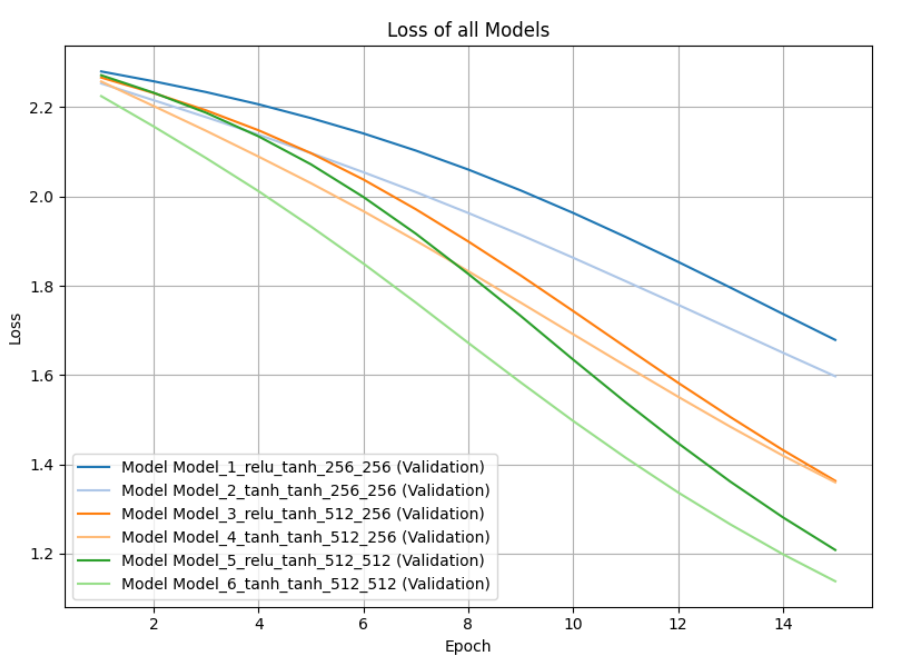 Loss of all Models
Loss
2.2
2.0
1.8
1.6
1.4
1.2
Model Model_1_relu_tanh_256_256 (Validation)
Model Model_2_tanh_tanh_256_256 (Validation)
Model Model_3_relu_tanh_512_256 (Validation)
Model Model_4_tanh_tanh_512_256 (Validation)
Model Model_5_relu_tanh_512_512 (Validation)
Model Model_6_tanh_tanh_512_512 (Validation)
2 4 6 8 10 12 14
Epoch